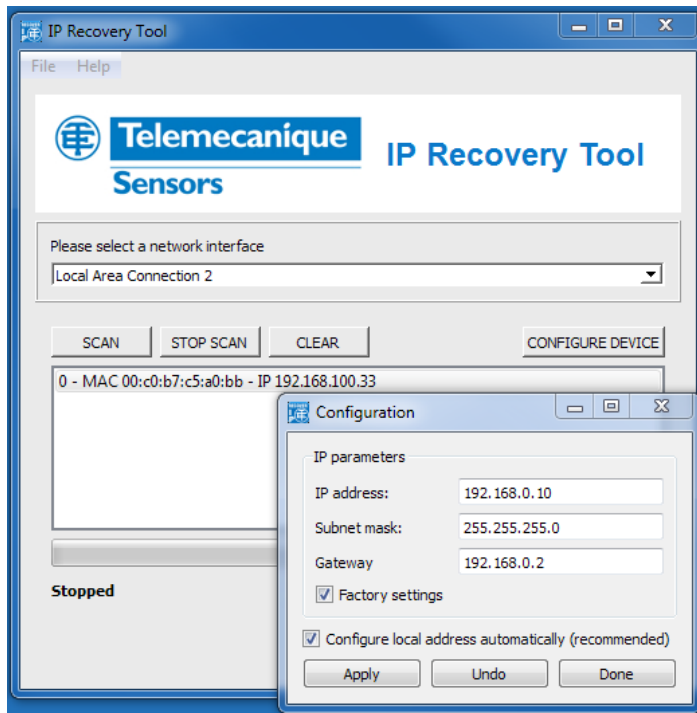 IP Recovery Tool
File Help
Telemecanique
Sensors
IP Recovery Tool
Please select a network interface
Local Area Connection 2
SCAN STOP SCAN CLEAR CONFIGURE DEVICE
0 - MAC 00:c0:b7:c5:a0:bb - IP 192.168.100.33
Stopped
Configuration
IP parameters
IP address: 192.168.0.10
Subnet mask: 255.255.255.0
Gateway 192.168.0.2
Factory settings
Configure local address automatically (recommended)
Apply Undo Done